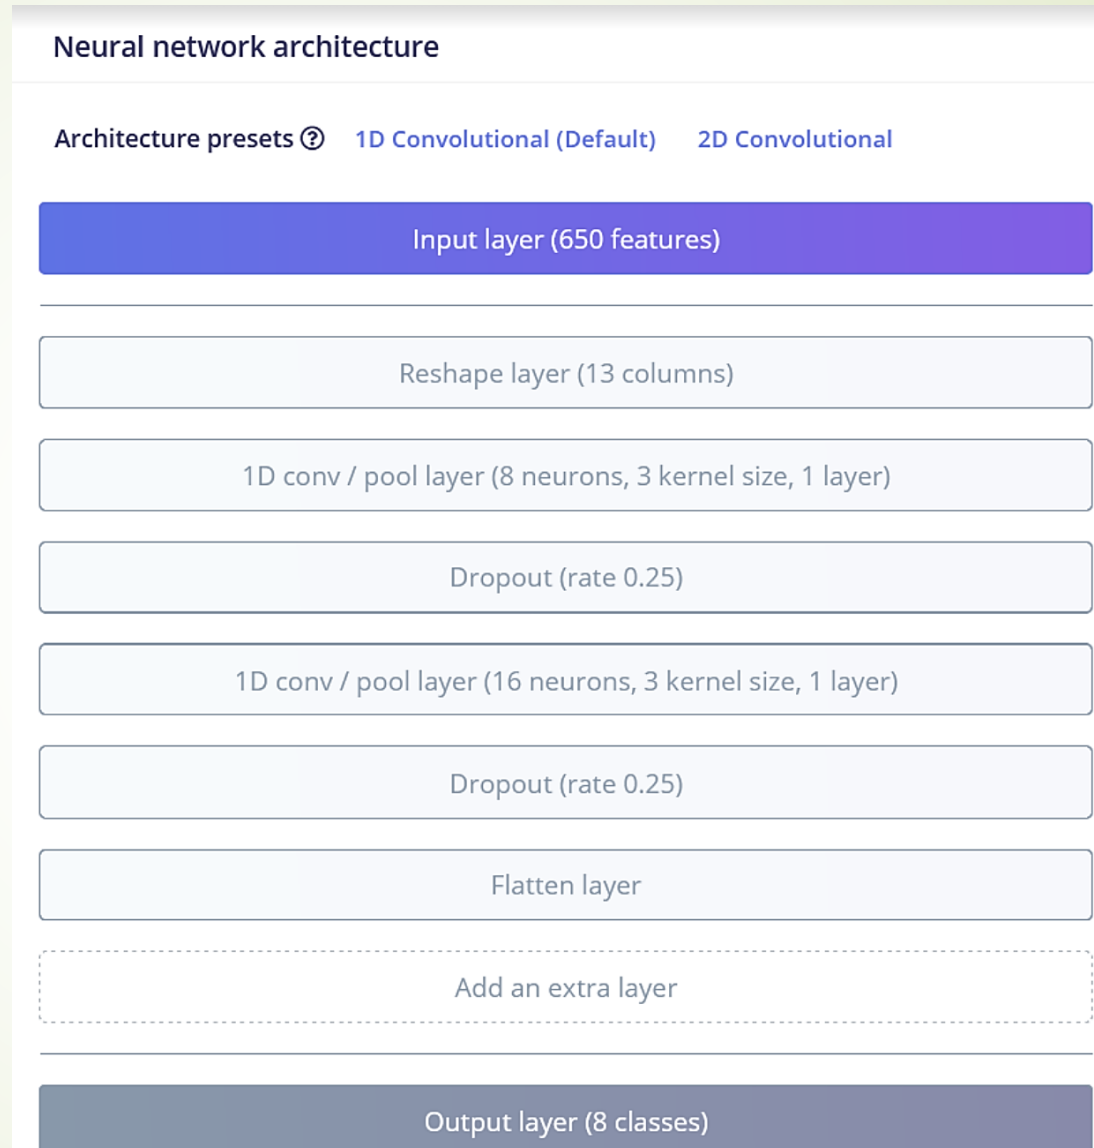 Neural network architecture
Architecture presets ? 1D Convolutional (Default) 2D Convolutional
Input layer (650 features)
Reshape layer (13 columns)
1D conv / pool layer (8 neurons, 3 kernel size, 1 layer)
Dropout (rate 0.25)
1D conv / pool layer (16 neurons, 3 kernel size, 1 layer)
Dropout (rate 0.25)
Flatten layer
Add an extra layer
Output layer (8 classes)